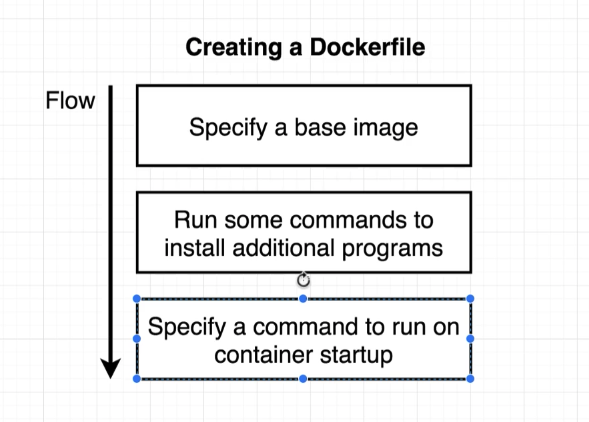 Creating a Dockerfile
Flow
Specify a base image
Run some commands to
install additional programs
Specify a command to run on
container startup